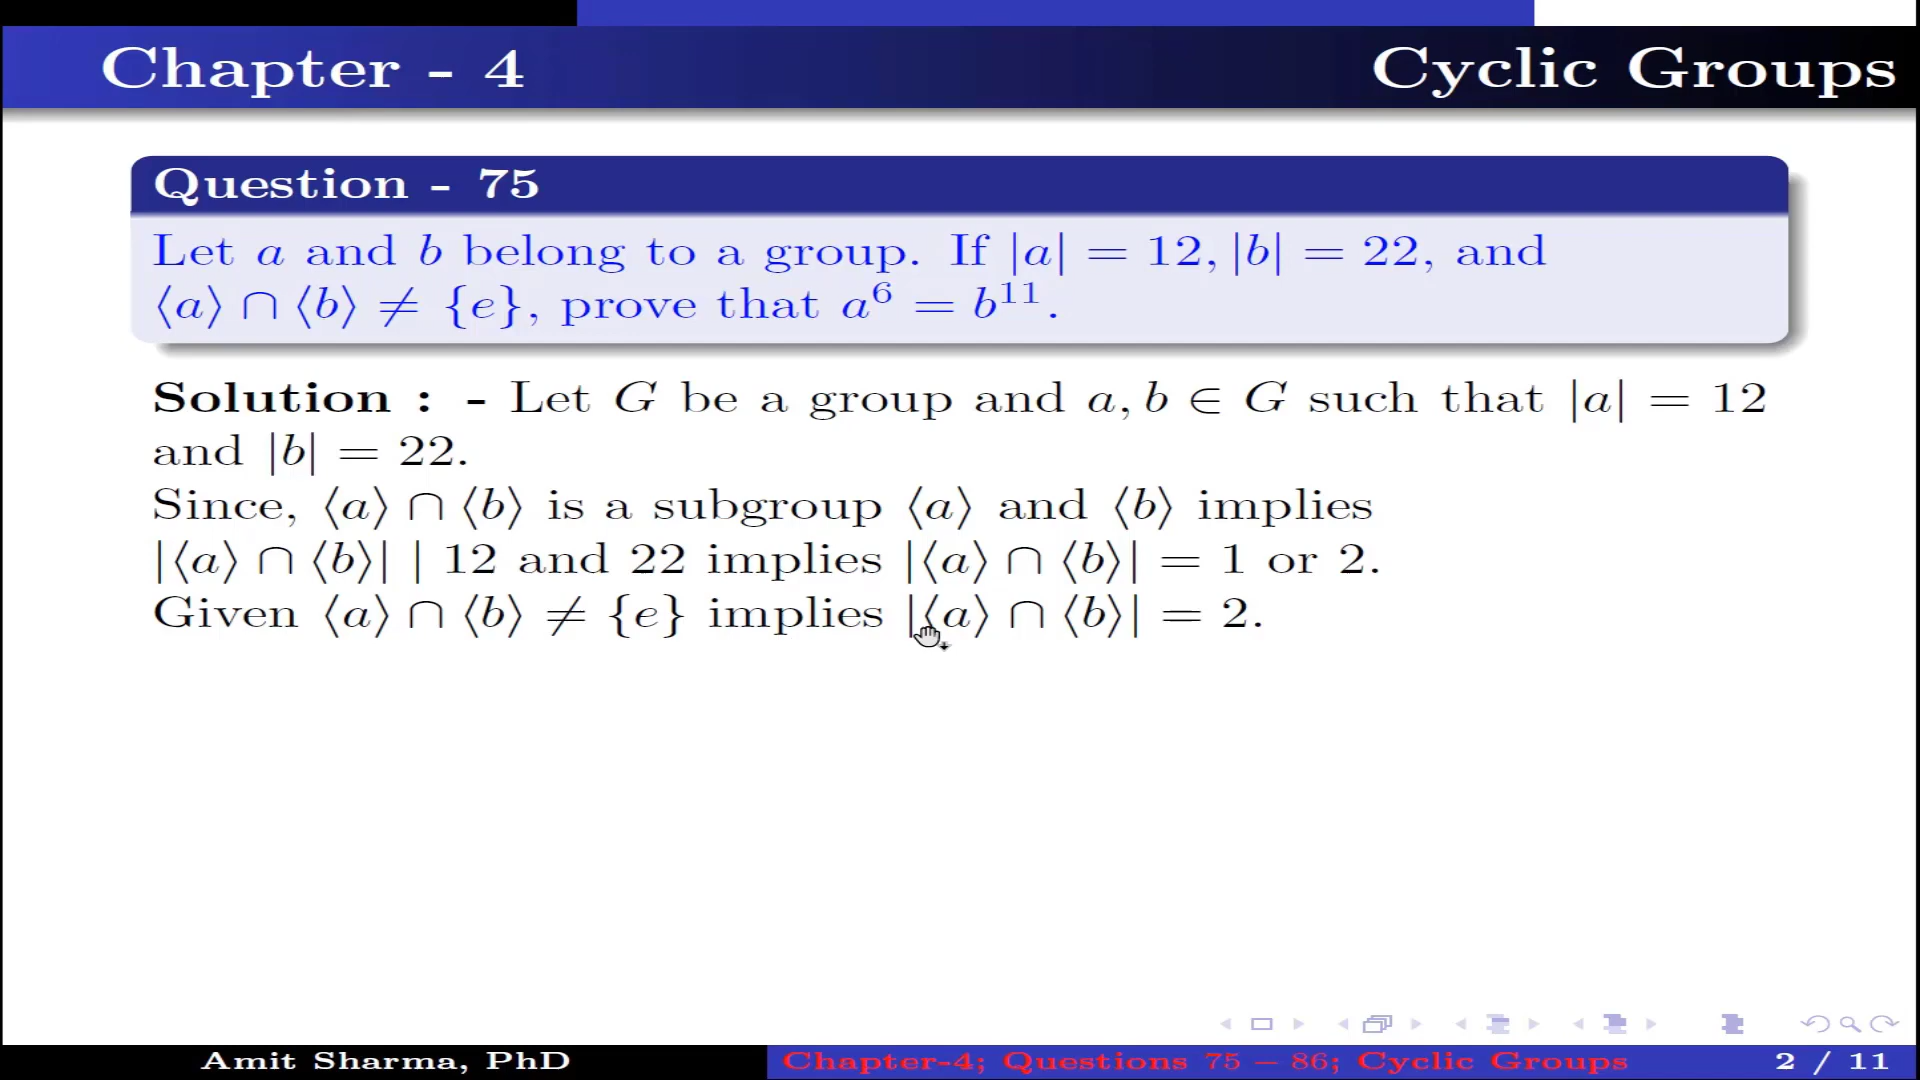 Chapter - 4
Cyclic Groups
Question - 75
Let a and b belong to a group. If |a| = 12, |b| = 22, and
⟨a⟩ ∩ ⟨b⟩ ≠ {e}, prove that a⁶ = b¹¹.
Solution : - Let G be a group and a, b ∈ G such that |a| = 12
and |b| = 22.
Since, ⟨a⟩ ∩ ⟨b⟩ is a subgroup ⟨a⟩ and ⟨b⟩ implies
|⟨a⟩ ∩ ⟨b⟩| | 12 and 22 implies |⟨a⟩ ∩ ⟨b⟩| = 1 or 2.
Given ⟨a⟩ ∩ ⟨b⟩ ≠ {e} implies |⟨a⟩ ∩ ⟨b⟩| = 2.
Amit Sharma, PhD
Chapter-4; Questions 75 − 86; Cyclic Groups
2 / 11